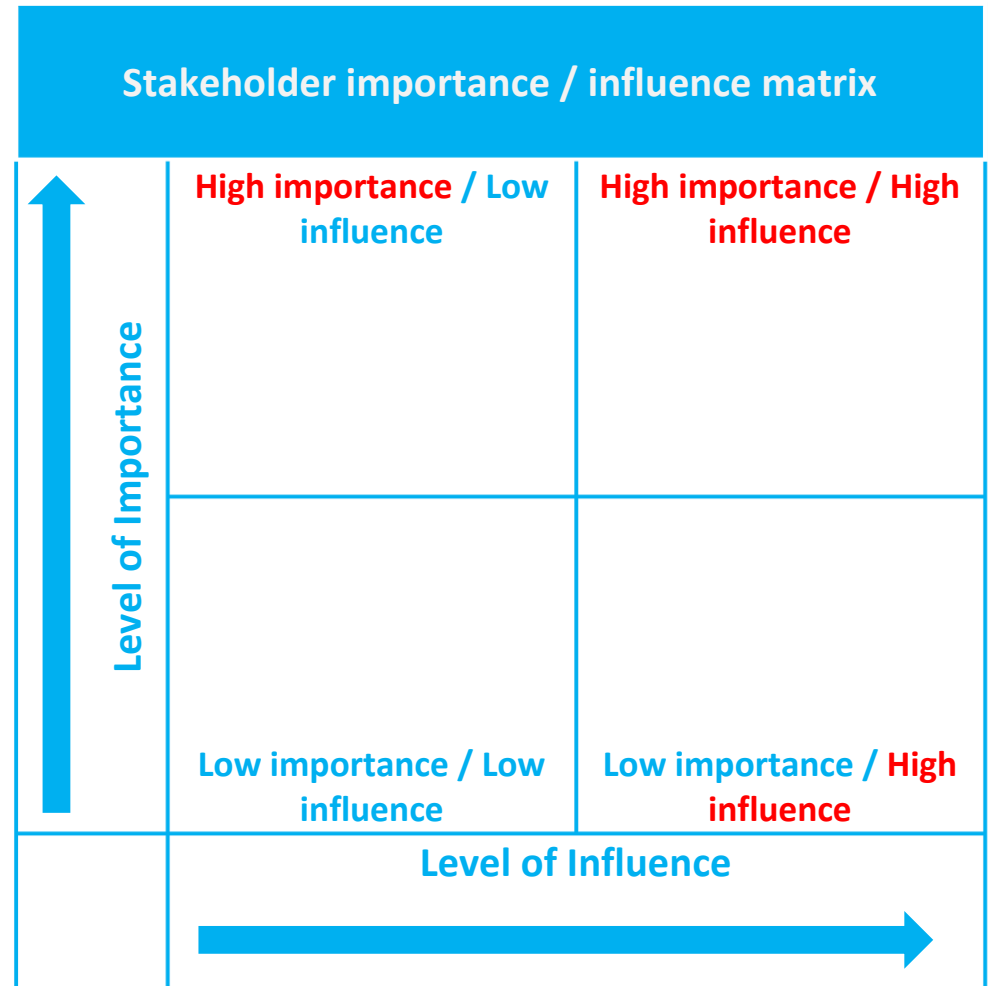 Stakeholder importance / influence matrix
High importance / Low
influence
High importance / High
influence
Level of Importance
Low importance / Low
influence
Low importance / High
influence
Level of Influence